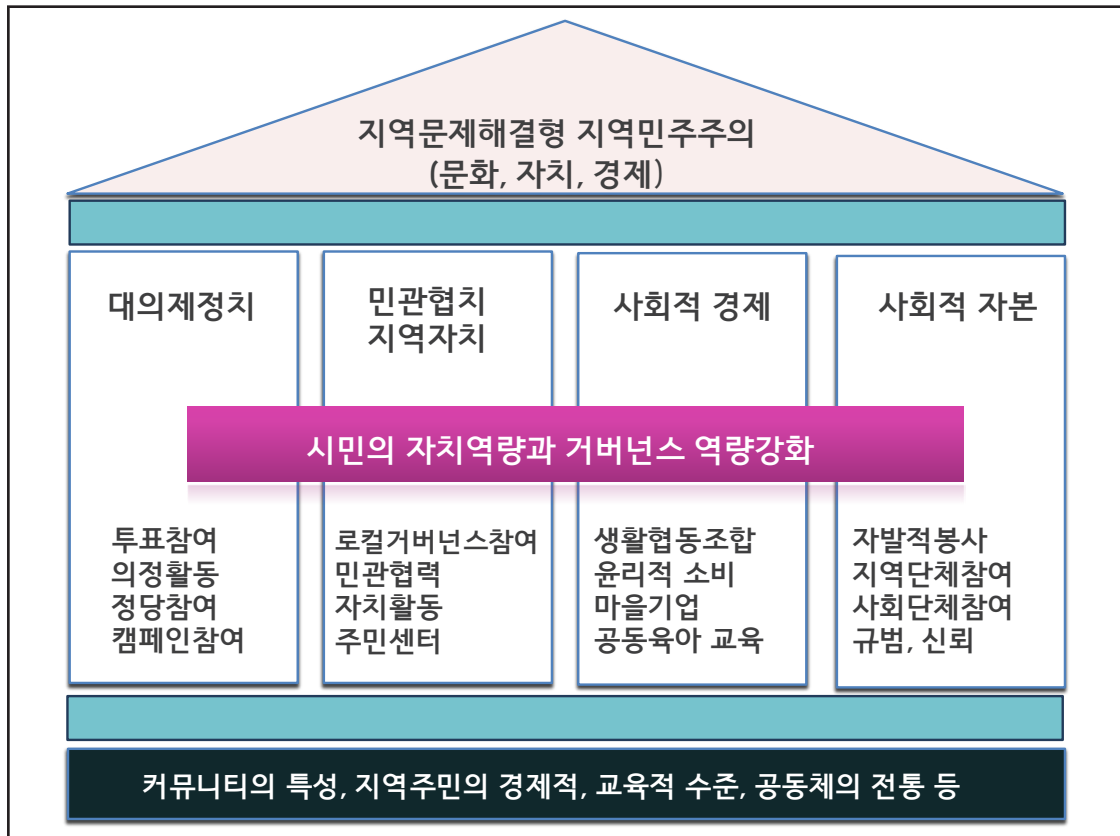 지역문제해결형 지역민주주의
(문화, 자치, 경제)
대의제정치
민관협치
지역자치
사회적 경제
사회적 자본
시민의 자치역량과 거버넌스 역량강화
투표참여
의정활동
정당참여
캠페인참여
로컬거버넌스참여
민관협력
자치활동
주민센터
생활협동조합
윤리적 소비
마을기업
공동육아 교육
자발적봉사
지역단체참여
사회단체참여
규범, 신뢰
커뮤니티의 특성, 지역주민의 경제적, 교육적 수준, 공동체의 전통 등